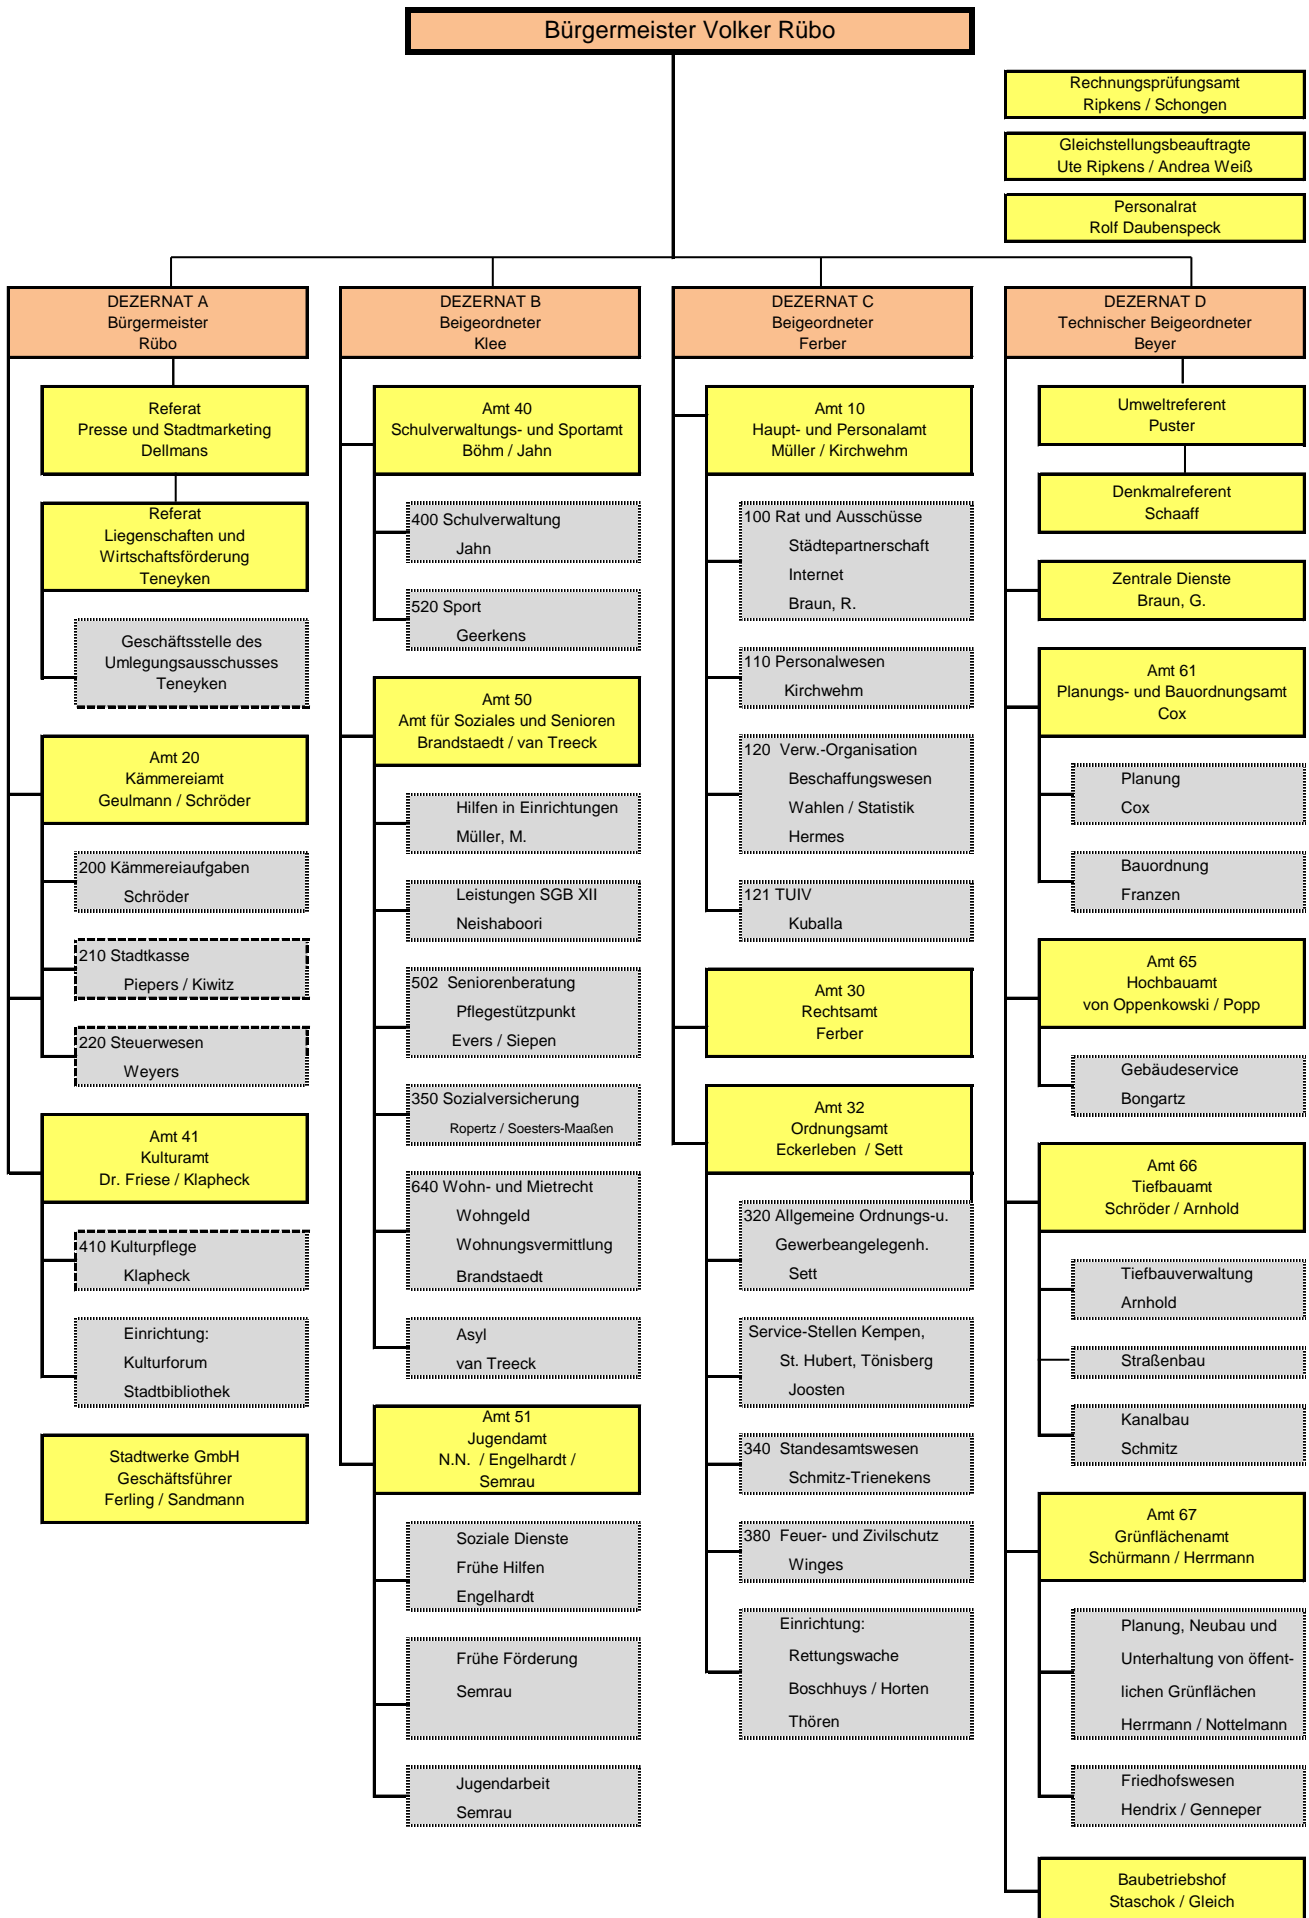 Bürgermeister Volker Rübo
Rechnungsprüfungsamt
Ripkens / Schongen
Gleichstellungsbeauftragte
Ute Ripkens / Andrea Weiß
Personalrat
Rolf Daubenspeck
DEZERNAT A
Bürgermeister
Rübo
Referat
Presse und Stadtmarketing
Dellmans
Referat
Liegenschaften und
Wirtschaftsförderung
Teneyken
Geschäftsstelle des
Umlegungsausschusses
Teneyken
Amt 20
Kämmereiamt
Geulmann / Schröder
200 Kämmereiaufgaben
Schröder
210 Stadtkasse
Piepers / Kiwitz
220 Steuerwesen
Weyers
Amt 41
Kulturamt
Dr. Friese / Klapheck
410 Kulturpflege
Klapheck
Einrichtung:
Kulturforum
Stadtbibliothek
Stadtwerke GmbH
Geschäftsführer
Ferling / Sandmann
DEZERNAT B
Beigeordneter
Klee
Amt 40
Schulverwaltungs- und Sportamt
Böhm / Jahn
400 Schulverwaltung
Jahn
520 Sport
Geerkens
Amt 50
Amt für Soziales und Senioren
Brandstaedt / van Treeck
Hilfen in Einrichtungen
Müller, M.
Leistungen SGB XII
Neishaboori
502 Seniorenberatung
Pflegestützpunkt
Evers / Siepen
350 Sozialversicherung
Ropertz / Soesters-Maaßen
640 Wohn- und Mietrecht
Wohngeld
Wohnungsvermittlung
Brandstaedt
Asyl
van Treeck
Amt 51
Jugendamt
N.N. / Engelhardt /
Semrau
Soziale Dienste
Frühe Hilfen
Engelhardt
Frühe Förderung
Semrau
Jugendarbeit
Semrau
DEZERNAT C
Beigeordneter
Ferber
Amt 10
Haupt- und Personalamt
Müller / Kirchwehm
100 Rat und Ausschüsse
Städtepartnerschaft
Internet
Braun, R.
110 Personalwesen
Kirchwehm
120 Verw.-Organisation
Beschaffungswesen
Wahlen / Statistik
Hermes
121 TUIV
Kuballa
Amt 30
Rechtsamt
Ferber
Amt 32
Ordnungsamt
Eckerleben / Sett
320 Allgemeine Ordnungs-u.
Gewerbeangelegenh.
Sett
Service-Stellen Kempen,
St. Hubert, Tönisberg
Joosten
340 Standesamtswesen
Schmitz-Trienekens
380 Feuer- und Zivilschutz
Winges
Einrichtung:
Rettungswache
Boschhuys / Horten
Thören
DEZERNAT D
Technischer Beigeordneter
Beyer
Umweltreferent
Puster
Denkmalreferent
Schaaff
Zentrale Dienste
Braun, G.
Amt 61
Planungs- und Bauordnungsamt
Cox
Planung
Cox
Bauordnung
Franzen
Amt 65
Hochbauamt
von Oppenkowski / Popp
Gebäudeservice
Bongartz
Amt 66
Tiefbauamt
Schröder / Arnhold
Tiefbauverwaltung
Arnhold
Straßenbau
Kanalbau
Schmitz
Amt 67
Grünflächenamt
Schürmann / Herrmann
Planung, Neubau und
Unterhaltung von öffent-
lichen Grünflächen
Herrmann / Nottelmann
Friedhofswesen
Hendrix / Genneper
Baubetriebshof
Staschok / Gleich